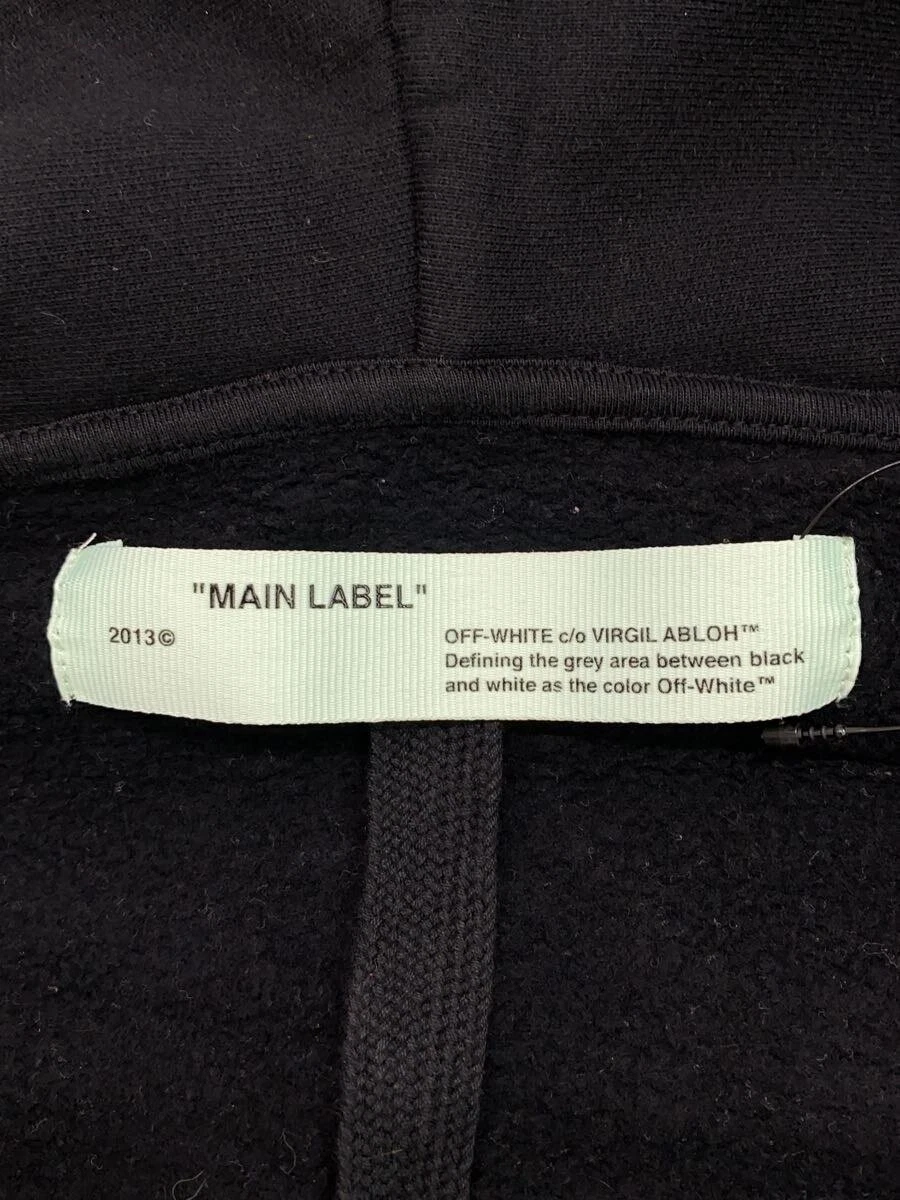 "MAIN LABEL"
2013©
OFF-WHITE c/o VIRGIL ABLOH™
Defining the grey area between black
and white as the color Off-White™